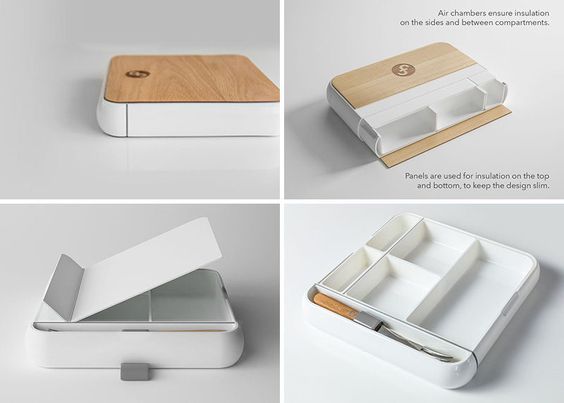 Air chambers ensure insulation
on the sides and between compartments.
Panels are used for insulation on the top
and bottom, to keep the design slim.